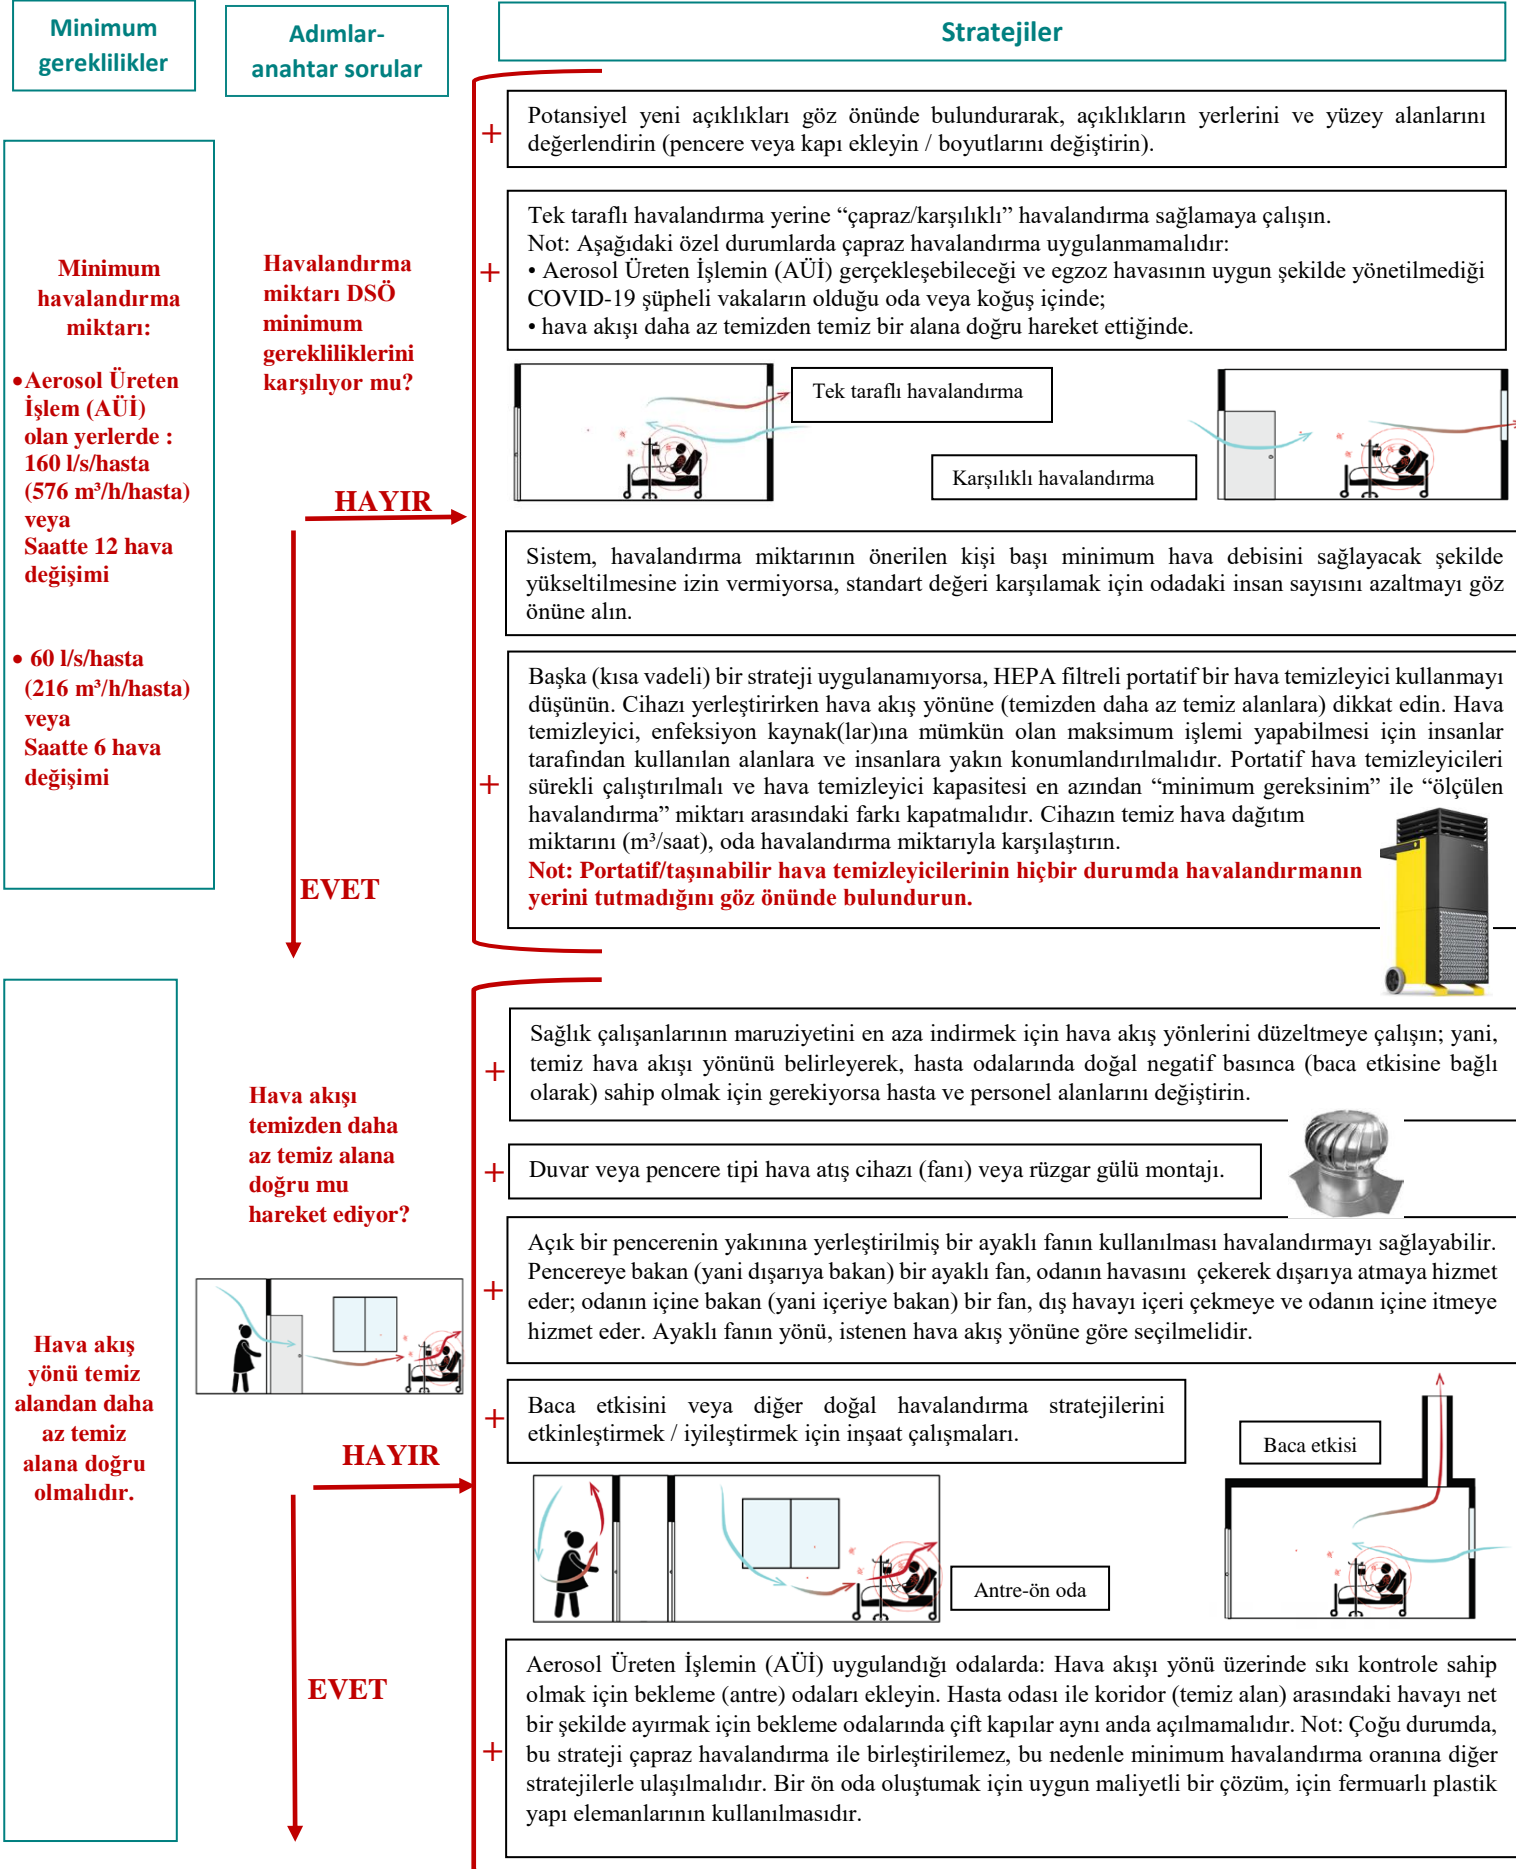 Minimum
gereklilikler
Adımlar-
anahtar sorular
Stratejiler
Minimum
havalandırma
miktarı:
•Aerosol Üreten
İşlem (AÜİ)
olan yerlerde :
160 l/s/hasta
(576 m³/h/hasta)
veya
Saatte 12 hava
değişimi
• 60 l/s/hasta
(216 m³/h/hasta)
veya
Saatte 6 hava
değişimi
Havalandırma
miktarı DSÖ
minimum
gerekliliklerini
karşılıyor mu?
HAYIR
EVET
+
Potansiyel yeni açıklıkları göz önünde bulundurarak, açıklıkların yerlerini ve yüzey alanlarını
değerlendirin (pencere veya kapı ekleyin / boyutlarını değiştirin).
+
Tek taraflı havalandırma yerine “çapraz/karşılıklı” havalandırma sağlamaya çalışın.
Not: Aşağıdaki özel durumlarda çapraz havalandırma uygulanmamalıdır:
• Aerosol Üreten İşlemin (AÜİ) gerçekleşebileceği ve egzoz havasının uygun şekilde yönetilmediği
COVID-19 şüpheli vakaların olduğu oda veya koğuş içinde;
• hava akışı daha az temizden temiz bir alana doğru hareket ettiğinde.
Tek taraflı havalandırma
Karşılıklı havalandırma
Sistem, havalandırma miktarının önerilen kişi başı minimum hava debisini sağlayacak şekilde
yükseltilmesine izin vermiyorsa, standart değeri karşılamak için odadaki insan sayısını azaltmayı göz
önüne alın.
+
Başka (kısa vadeli) bir strateji uygulanamıyorsa, HEPA filtreli portatif bir hava temizleyici kullanmayı
düşünün. Cihazı yerleştirirken hava akış yönüne (temizden daha az temiz alanlara) dikkat edin. Hava
temizleyici, enfeksiyon kaynak(lar)ına mümkün olan maksimum işlemi yapabilmesi için insanlar
tarafından kullanılan alanlara ve insanlara yakın konumlandırılmalıdır. Portatif hava temizleyicileri
sürekli çalıştırılmalı ve hava temizleyici kapasitesi en azından “minimum gereksinim” ile “ölçülen
havalandırma” miktarı arasındaki farkı kapatmalıdır. Cihazın temiz hava dağıtım
miktarını (m³/saat), oda havalandırma miktarıyla karşılaştırın.
Not: Portatif/taşınabilir hava temizleyicilerinin hiçbir durumda havalandırmanın
yerini tutmadığını göz önünde bulundurun.
Hava akış
yönü temiz
alandan daha
az temiz
alana doğru
olmalıdır.
Hava akışı
temizden daha
az temiz alana
doğru mu
hareket ediyor?
HAYIR
EVET
+
Sağlık çalışanlarının maruziyetini en aza indirmek için hava akış yönlerini düzeltmeye çalışın; yani,
temiz hava akışı yönünü belirleyerek, hasta odalarında doğal negatif basınca (baca etkisine bağlı
olarak) sahip olmak için gerekiyorsa hasta ve personel alanlarını değiştirin.
+
Duvar veya pencere tipi hava atış cihazı (fanı) veya rüzgar gülü montajı.
+
Açık bir pencerenin yakınına yerleştirilmiş bir ayaklı fanın kullanılması havalandırmayı sağlayabilir.
Pencereye bakan (yani dışarıya bakan) bir ayaklı fan, odanın havasını çekerek dışarıya atmaya hizmet
eder; odanın içine bakan (yani içeriye bakan) bir fan, dış havayı içeri çekmeye ve odanın içine itmeye
hizmet eder. Ayaklı fanın yönü, istenen hava akış yönüne göre seçilmelidir.
+
Baca etkisini veya diğer doğal havalandırma stratejilerini
etkinleştirmek / iyileştirmek için inşaat çalışmaları.
Baca etkisi
Antre-ön oda
+
Aerosol Üreten İşlemin (AÜİ) uygulandığı odalarda: Hava akışı yönü üzerinde sıkı kontrole sahip
olmak için bekleme (antre) odaları ekleyin. Hasta odası ile koridor (temiz alan) arasındaki havayı net
bir şekilde ayırmak için bekleme odalarında çift kapılar aynı anda açılmamalıdır. Not: Çoğu durumda,
bu strateji çapraz havalandırma ile birleştirilemez, bu nedenle minimum havalandırma oranına diğer
stratejilerle ulaşılmalıdır. Bir ön oda oluştumak için uygun maliyetli bir çözüm, için fermuarlı plastik
yapı elemanlarının kullanılmasıdır.